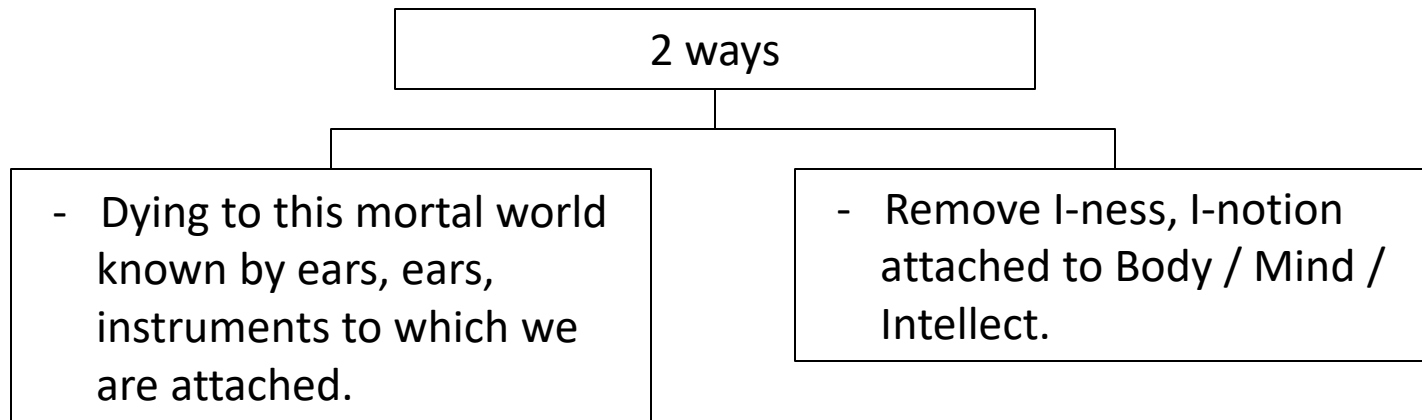 2 ways
- Dying to this mortal world
known by ears, ears,
instruments to which we
are attached.
- Remove I-ness, I-notion
attached to Body / Mind /
Intellect.